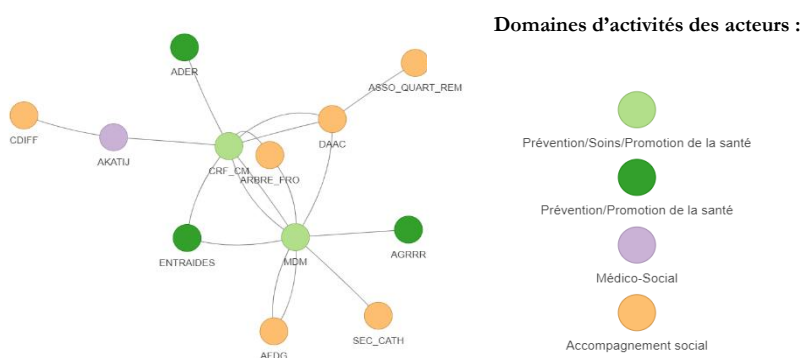 Domaines d’activités des acteurs :
ADER
ASSO_QUART_REM
CDIFF
AKATIJ
DAAC
CRF_CM
ARBRE_FRO
ENTRAIDES
MDM
AGRRR
SEC_CATH
AEDG
Prévention/Soins/Promotion de la santé
Prévention/Promotion de la santé
Médico-Social
Accompagnement social